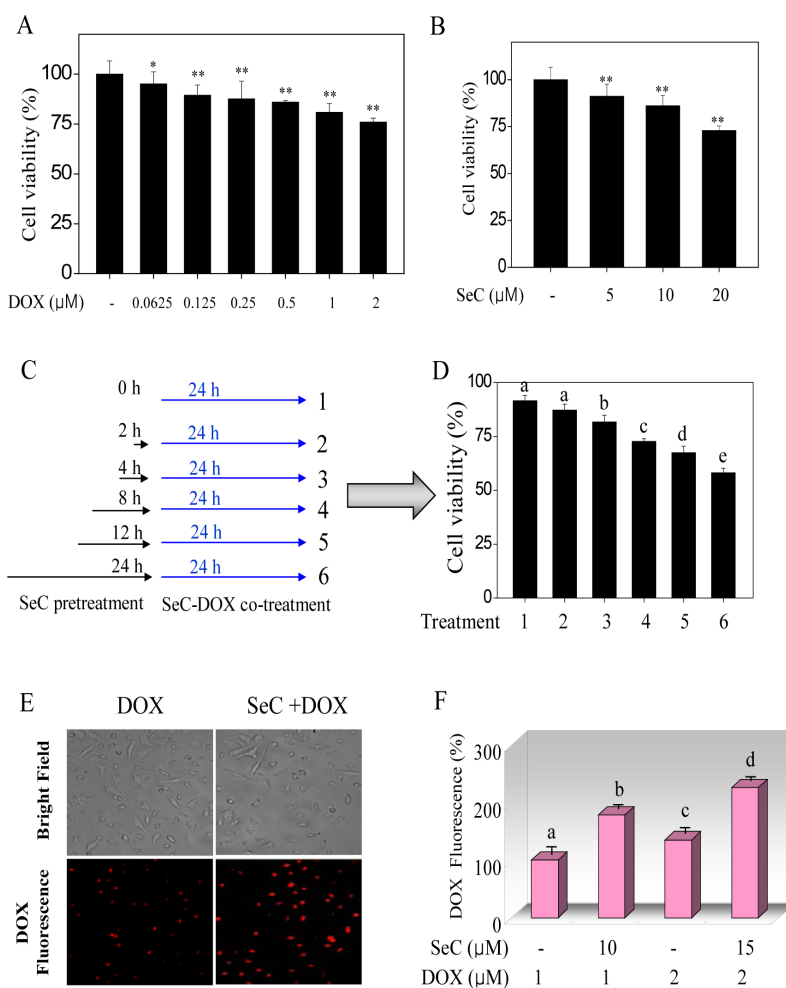 A
Cell viability (%)
100
75
50
25
0
* ** ** ** ** **
DOX (μM) - 0.0625 0.125 0.25 0.5 1 2
B
Cell viability (%)
100
75
50
25
0
** ** **
SeC (μM) - 5 10 20
C
0 h 24 h 1
2 h 24 h 2
4 h 24 h 3
8 h 24 h 4
12 h 24 h 5
24 h 24 h 6
SeC pretreatment SeC-DOX co-treatment
D
Cell viability (%)
100
75
50
25
0
a a b c d e
Treatment 1 2 3 4 5 6
E
DOX SeC +DOX
Bright Field
DOX
Fluorescence
F
DOX Fluorescence (%)
300
200
100
0
a b c d
SeC (μM) - 10 - 15
DOX (μM) 1 1 2 2